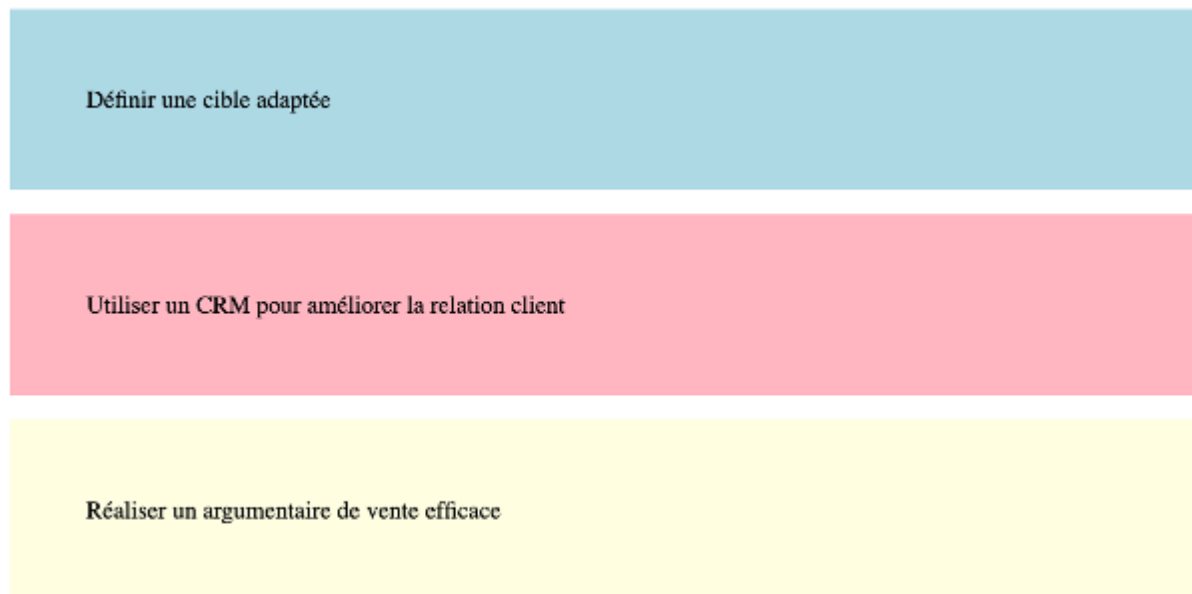 Définir une cible adaptée
Utiliser un CRM pour améliorer la relation client
Réaliser un argumentaire de vente efficace